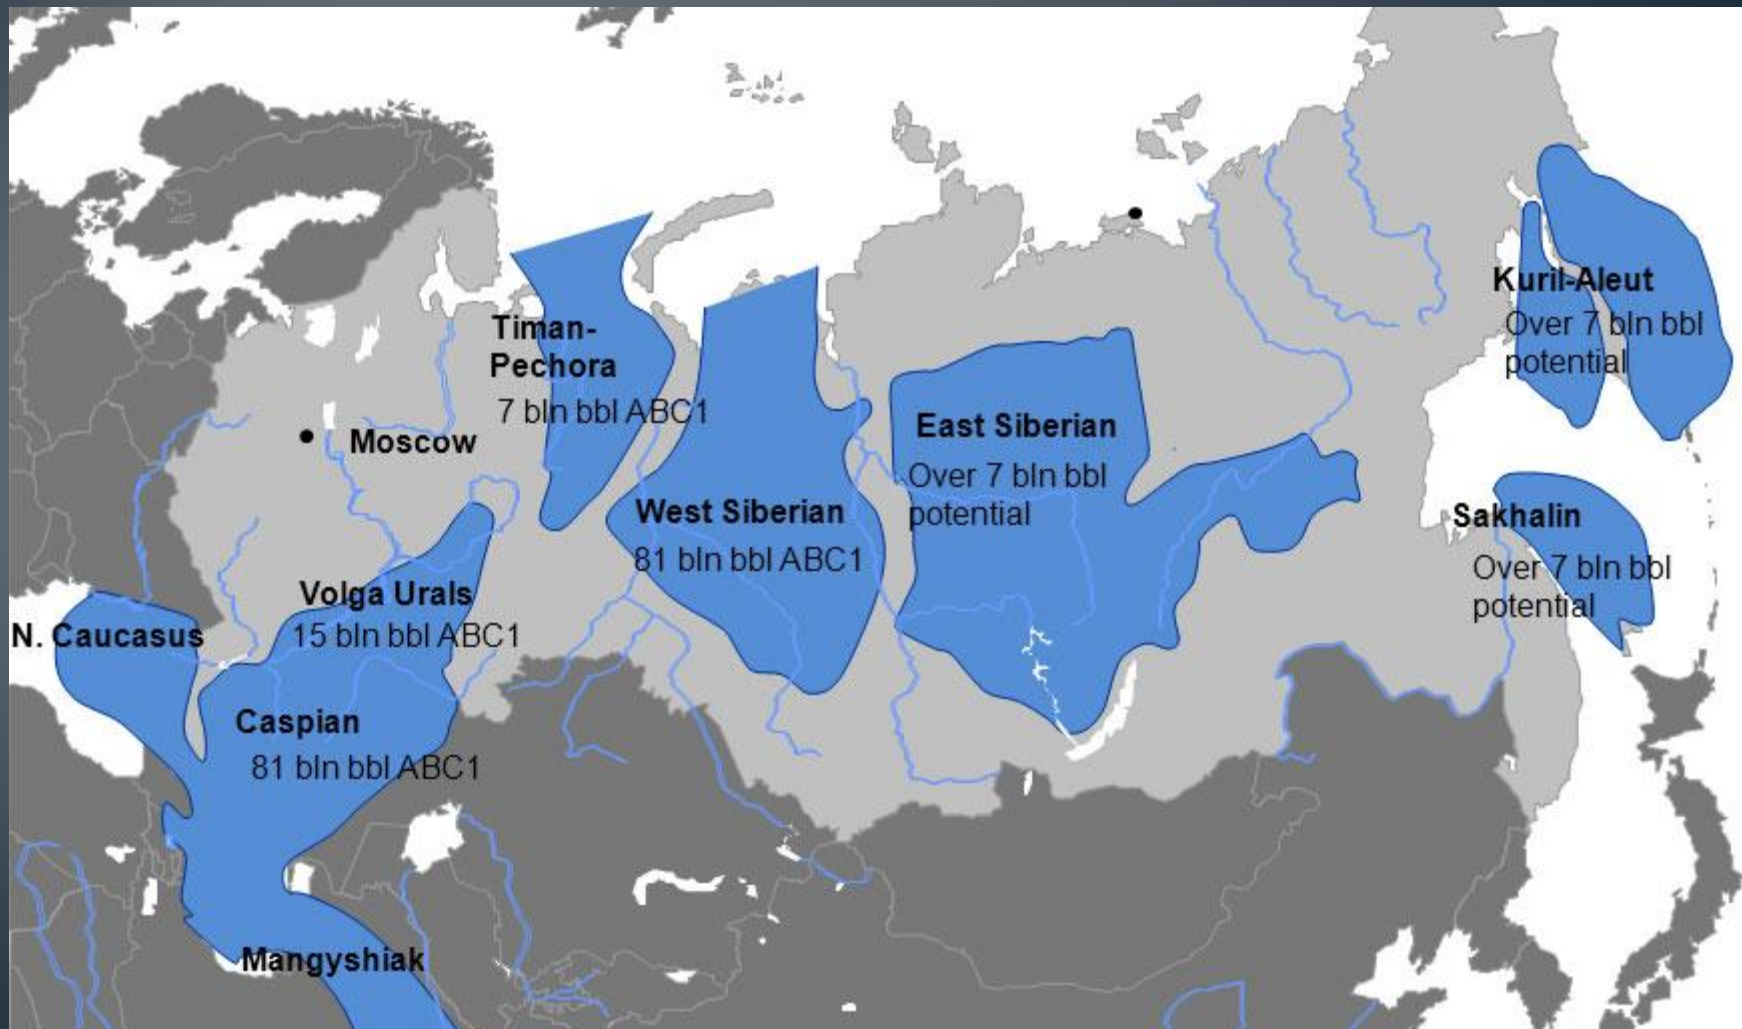 Timan-
Pechora
7 bln bbl ABC1
Moscow
West Siberian
81 bln bbl ABC1
East Siberian
Over 7 bln bbl
potential
Kuril-Aleut
Over 7 bln bbl
potential
Sakhalin
Over 7 bln bbl
potential
Volga Urals
15 bln bbl ABC1
N. Caucasus
Caspian
81 bln bbl ABC1
Mangyshiak